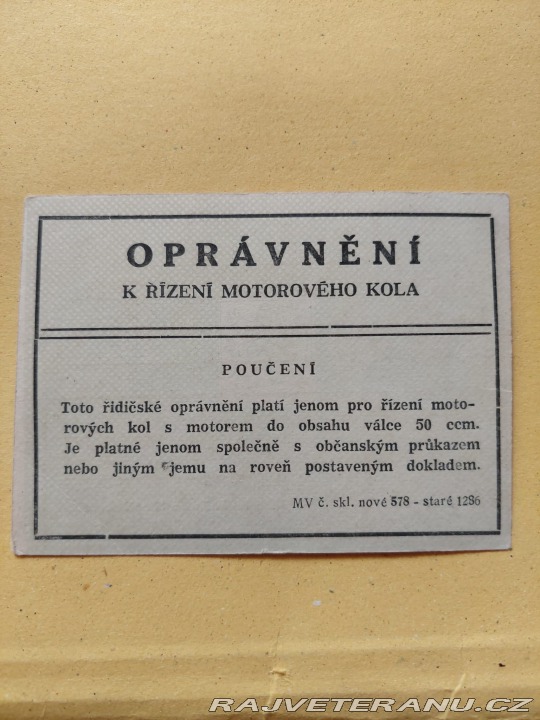 OPRÁVNĚNÍ
K ŘÍZENÍ MOTOROVÉHO KOLA
POUČENÍ
Toto řidičské oprávnění platí jenom pro řízení moto-
rových kol s motorem do obsahu válce 50 ccm.
Je platné jenom společně s občanským průkazem
nebo jiným jemu na roveň postaveným dokladem.
MV č. skl. nové 578 - staré 1286
RAJVETERANU.CZ